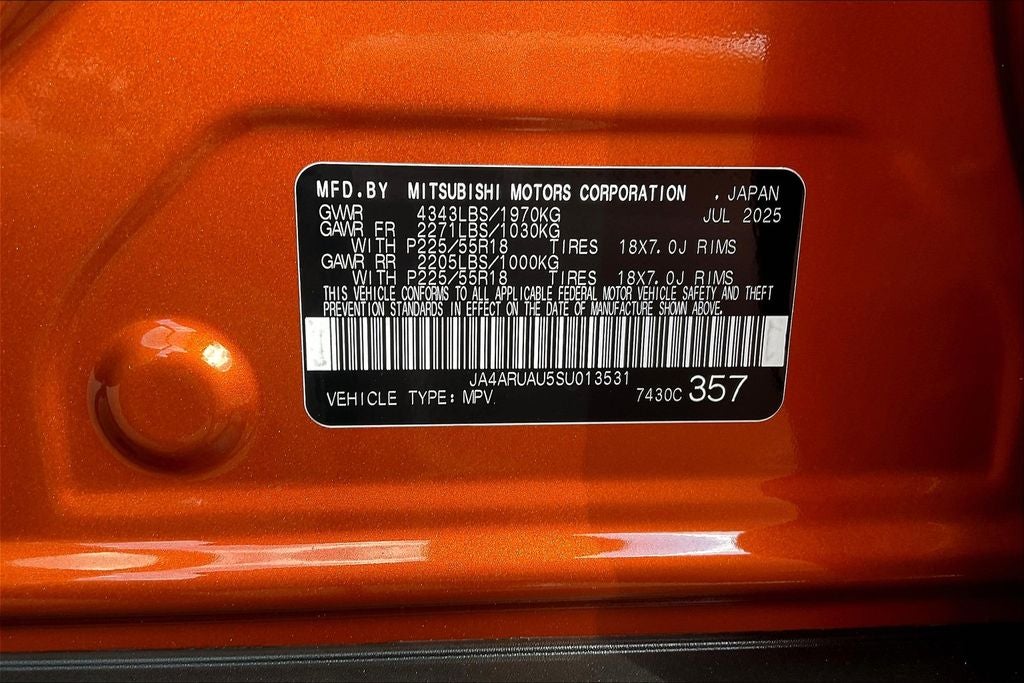 MFD.BY MITSUBISHI MOTORS CORPORATION . JAPAN
GVWR 4343LBS/1970KG JUL 2025
GAWR FR 2271LBS/1030KG
WITH P225/55R18 TIRES 18X7.0J RIMS
GAWR RR 2205LBS/1000KG
WITH P225/55R18 TIRES 18X7.0J RIMS
THIS VEHICLE CONFORMS TO ALL APPLICABLE FEDERAL MOTOR VEHICLE SAFETY AND THEFT
PREVENTION STANDARDS IN EFFECT ON THE DATE OF MANUFACTURE SHOWN ABOVE.
JA4ARUAU5SU013531
VEHICLE TYPE: MPV. 7430C 357